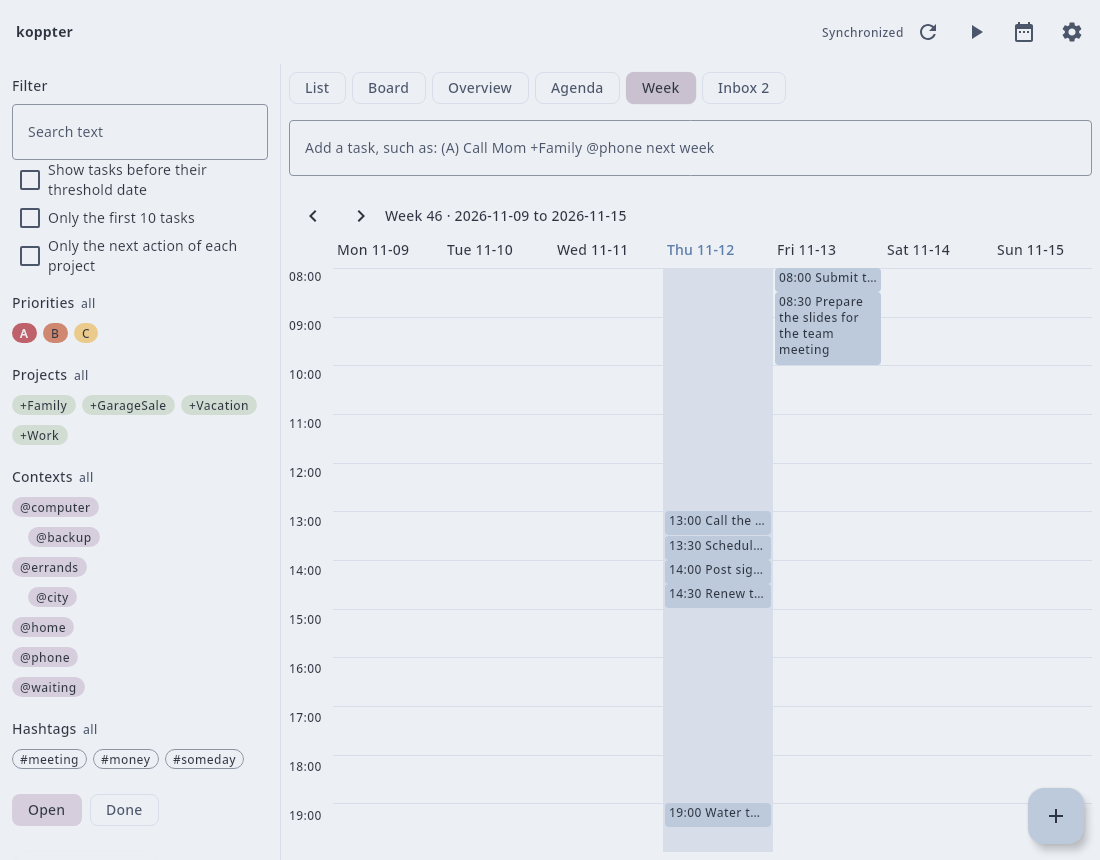 koppter
Synchronized
Filter
Search text
Show tasks before their
threshold date
Only the first 10 tasks
Only the next action of each
project
Priorities all
A B C
Projects all
+Family +GarageSale +Vacation
+Work
Contexts all
@computer
@backup
@errands
@city
@home
@phone
@waiting
Hashtags all
#meeting #money #someday
Open Done
List Board Overview Agenda Week Inbox 2
Add a task, such as: (A) Call Mom +Family @phone next week
Week 46 · 2026-11-09 to 2026-11-15
Mon 11-09 Tue 11-10 Wed 11-11 Thu 11-12 Fri 11-13 Sat 11-14 Sun 11-15
08:00
08:00 Submit t…
08:30 Prepare
the slides for
the team
meeting
09:00
10:00
11:00
12:00
13:00
13:00 Call the …
13:30 Schedul…
14:00
14:00 Post sig…
14:30 Renew t…
15:00
16:00
17:00
18:00
19:00
19:00 Water t…
+